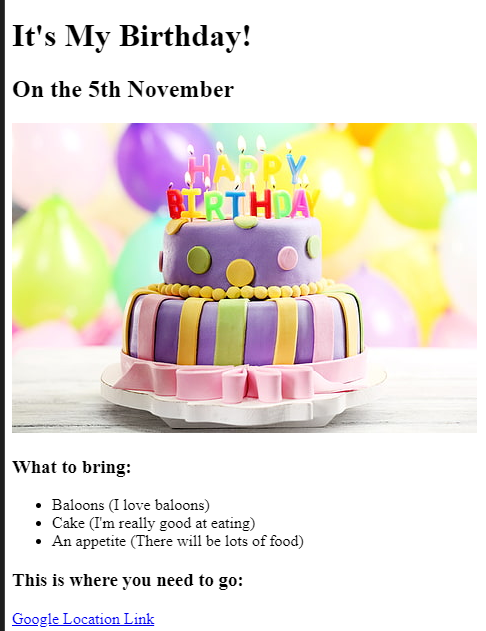 It's My Birthday!
On the 5th November
HAPPY
BIRTHDAY
What to bring:
Baloons (I love baloons)
Cake (I'm really good at eating)
An appetite (There will be lots of food)
This is where you need to go:
Google Location Link